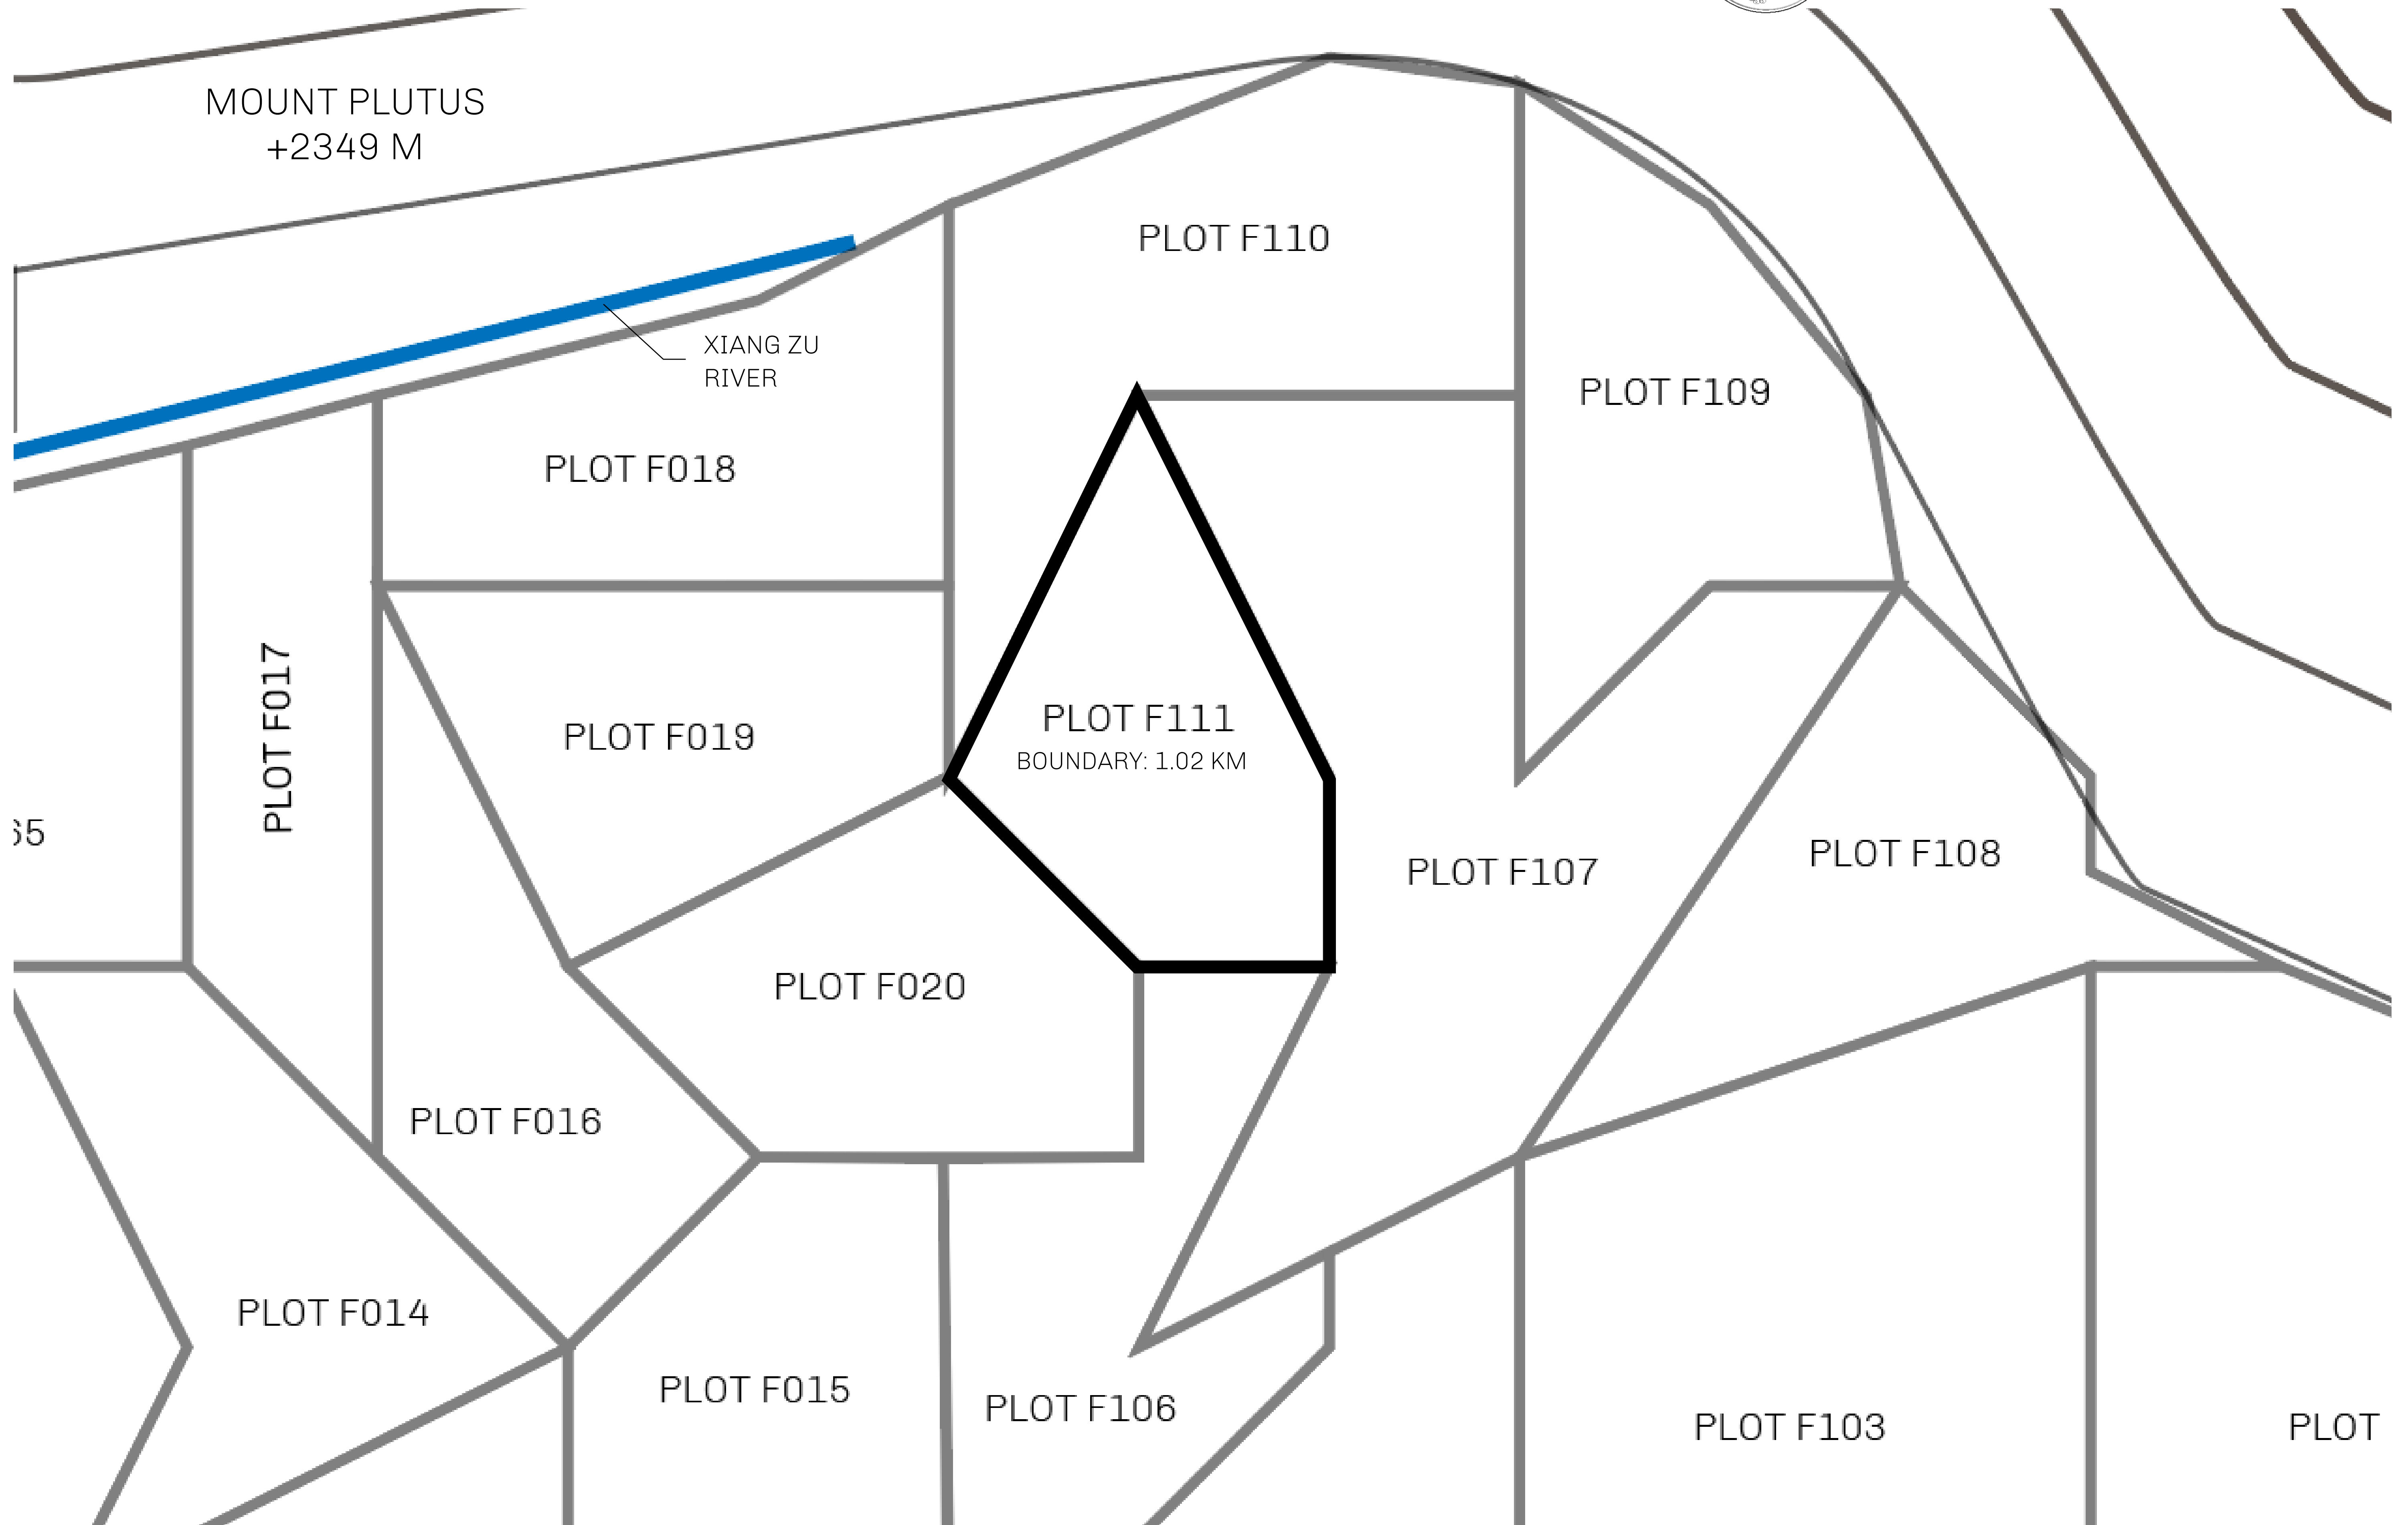 MOUNT PLUTUS
+2349 M
PLOT F110
XIANG ZU
RIVER
PLOT F109
PLOT F018
PLOT F017
PLOT F019
PLOT F111
BOUNDARY: 1.02 KM
PLOT F107
PLOT F108
PLOT F020
PLOT F016
PLOT F014
PLOT F015
PLOT F106
PLOT F103
PLOT